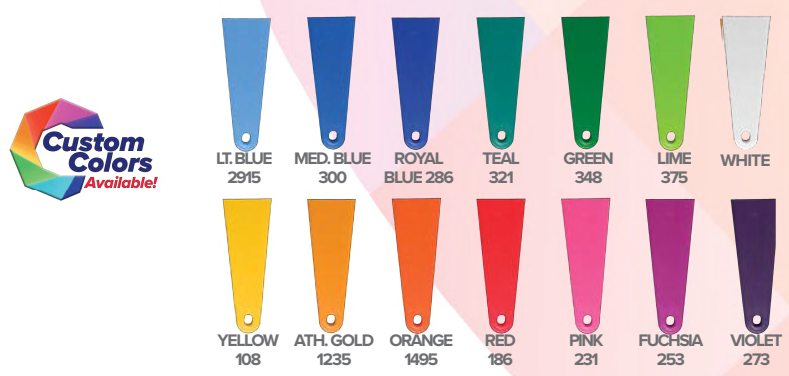 Custom
Colors
Available!
LT. BLUE
2915
MED. BLUE
300
ROYAL
BLUE 286
TEAL
321
GREEN
348
LIME
375
WHITE
YELLOW
108
ATH. GOLD
1235
ORANGE
1495
RED
186
PINK
231
FUCHSIA
253
VIOLET
273